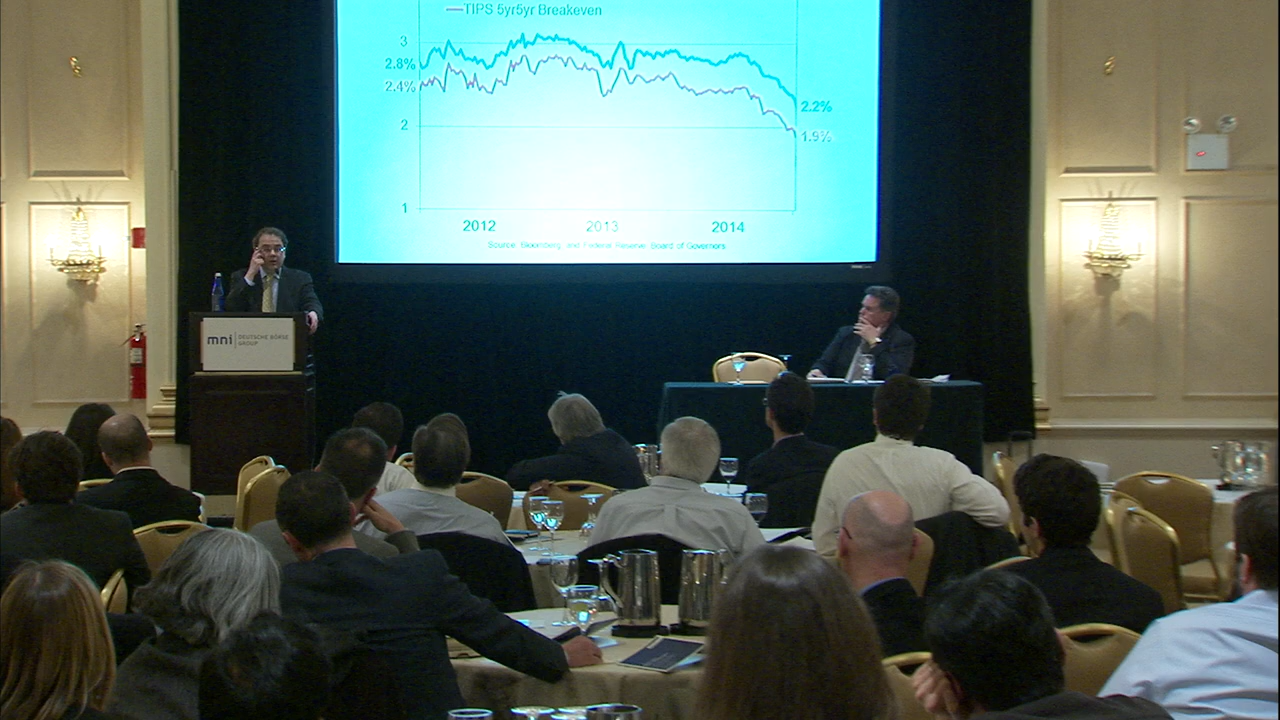 TIPS 5yr5yr Breakeven
3
2.8%
2.4%
2.2%
2
1.9%
1
2012 2013 2014
Source: Bloomberg, and Federal Reserve Board of Governors
mni DEUTSCHE BÖRSE
GROUP